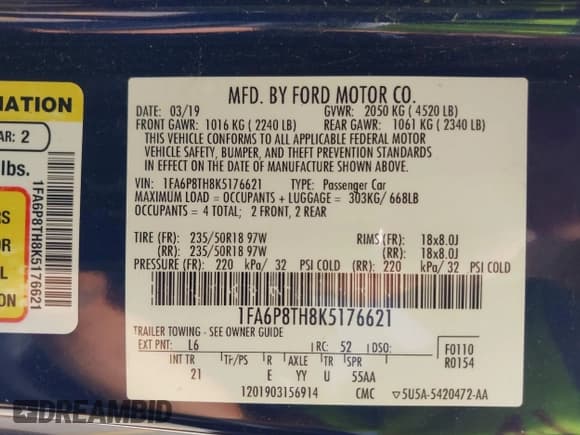 MATION
AR: 2
lbs.
RS
OR
L
ION
1FA6P8TH8K5176621
MFD. BY FORD MOTOR CO.
DATE: 03/19 GVWR: 2050 KG ( 4520 LB)
FRONT GAWR: 1016 KG ( 2240 LB) REAR GAWR: 1061 KG ( 2340 LB)
THIS VEHICLE CONFORMS TO ALL APPLICABLE FEDERAL MOTOR
VEHICLE SAFETY, BUMPER, AND THEFT PREVENTION STANDARDS
IN EFFECT ON THE DATE OF MANUFACTURE SHOWN ABOVE.
VIN: 1FA6P8TH8K5176621 TYPE: Passenger Car
MAXIMUM LOAD = OCCUPANTS + LUGGAGE = 303KG/ 668LB
OCCUPANTS = 4 TOTAL; 2 FRONT, 2 REAR
TIRE (FR): 235/50R18 97W RIMS (FR): 18x8.0J
(RR): 235/50R18 97W (RR): 18x8.0J
PRESSURE (FR): 220 kPa/ 32 PSI COLD (RR): 220 kPa/ 32 PSI COLD
1FA6P8TH8K5176621
TRAILER TOWING - SEE OWNER GUIDE
EXT PNT: L6 RC: 52 DSO: F0110
INT TR TP/PS R AXLE TR SPR R0154
21 E YY U 55AA
1201903156914 CMC ▽5U5A-5420472-AA
DREAMBID